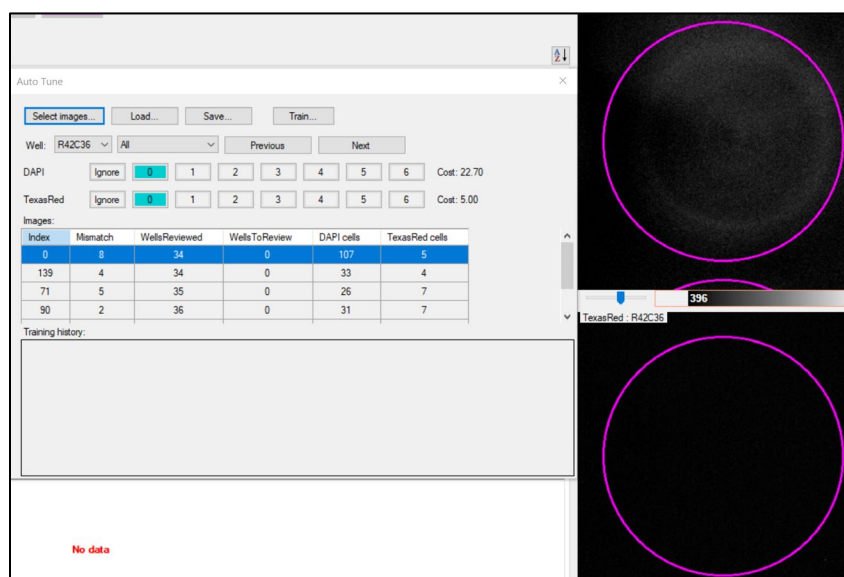 Auto Tune
Select images... Load... Save... Train...
Well: R42C36 All Previous Next
DAPI Ignore 0 1 2 3 4 5 6 Cost: 22.70
TexasRed Ignore 0 1 2 3 4 5 6 Cost: 5.00
Images:
Index Mismatch WellsReviewed WellsToReview DAPI cells TexasRed cells
0 8 34 0 107 5
139 4 34 0 33 4
71 5 35 0 26 7
90 2 36 0 31 7
Training history:
No data
A
Z
396
TexasRed : R42C36